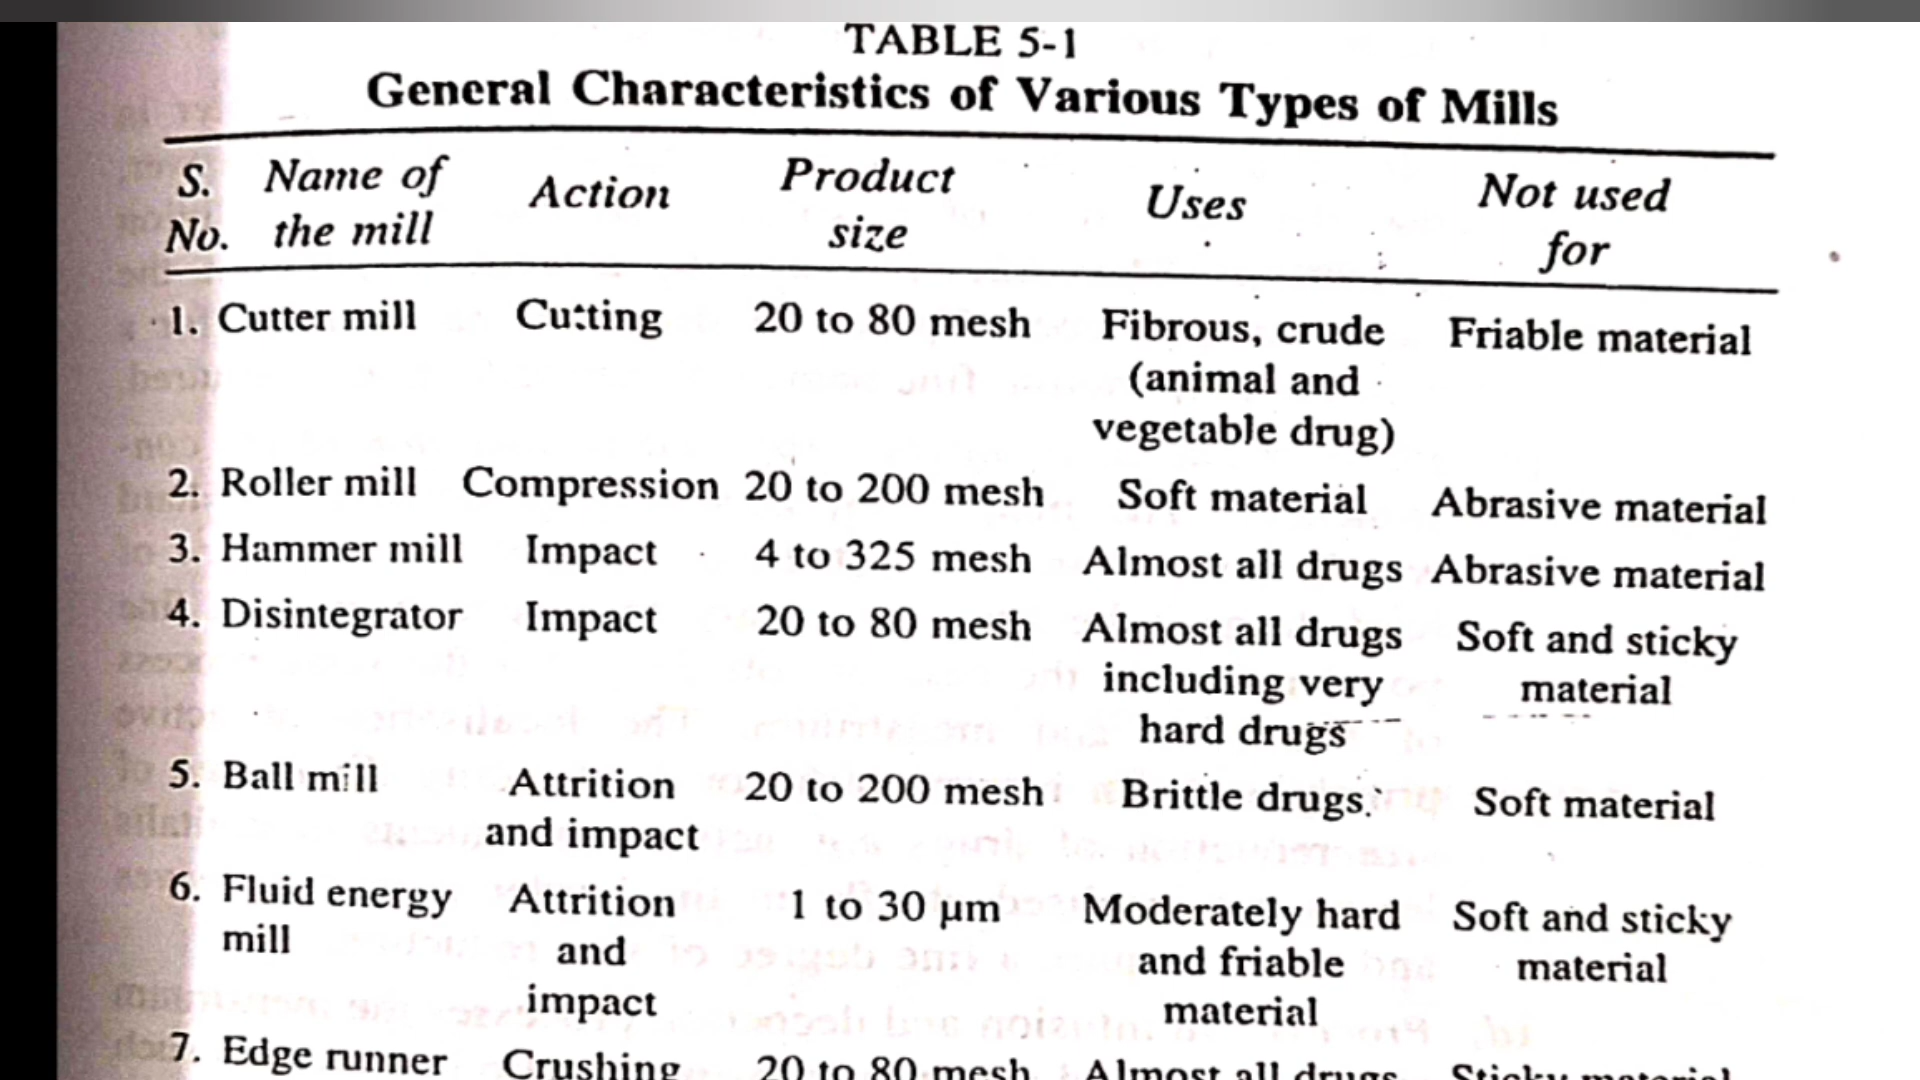 TABLE 5-1
General Characteristics of Various Types of Mills
S. No. Name of the mill Action Product size Uses Not used for
1. Cutter mill Cutting 20 to 80 mesh Fibrous, crude Friable material
(animal and
vegetable drug)
2. Roller mill Compression 20 to 200 mesh Soft material Abrasive material
3. Hammer mill Impact 4 to 325 mesh Almost all drugs Abrasive material
4. Disintegrator Impact 20 to 80 mesh Almost all drugs Soft and sticky
including very material
hard drugs
5. Ball mill Attrition 20 to 200 mesh Brittle drugs. Soft material
and impact
6. Fluid energy Attrition 1 to 30 µm Moderately hard Soft and sticky
mill and and friable material
impact material
7. Edge runner Crushing 20 to 80 mesh Almost all drugs Sticky material